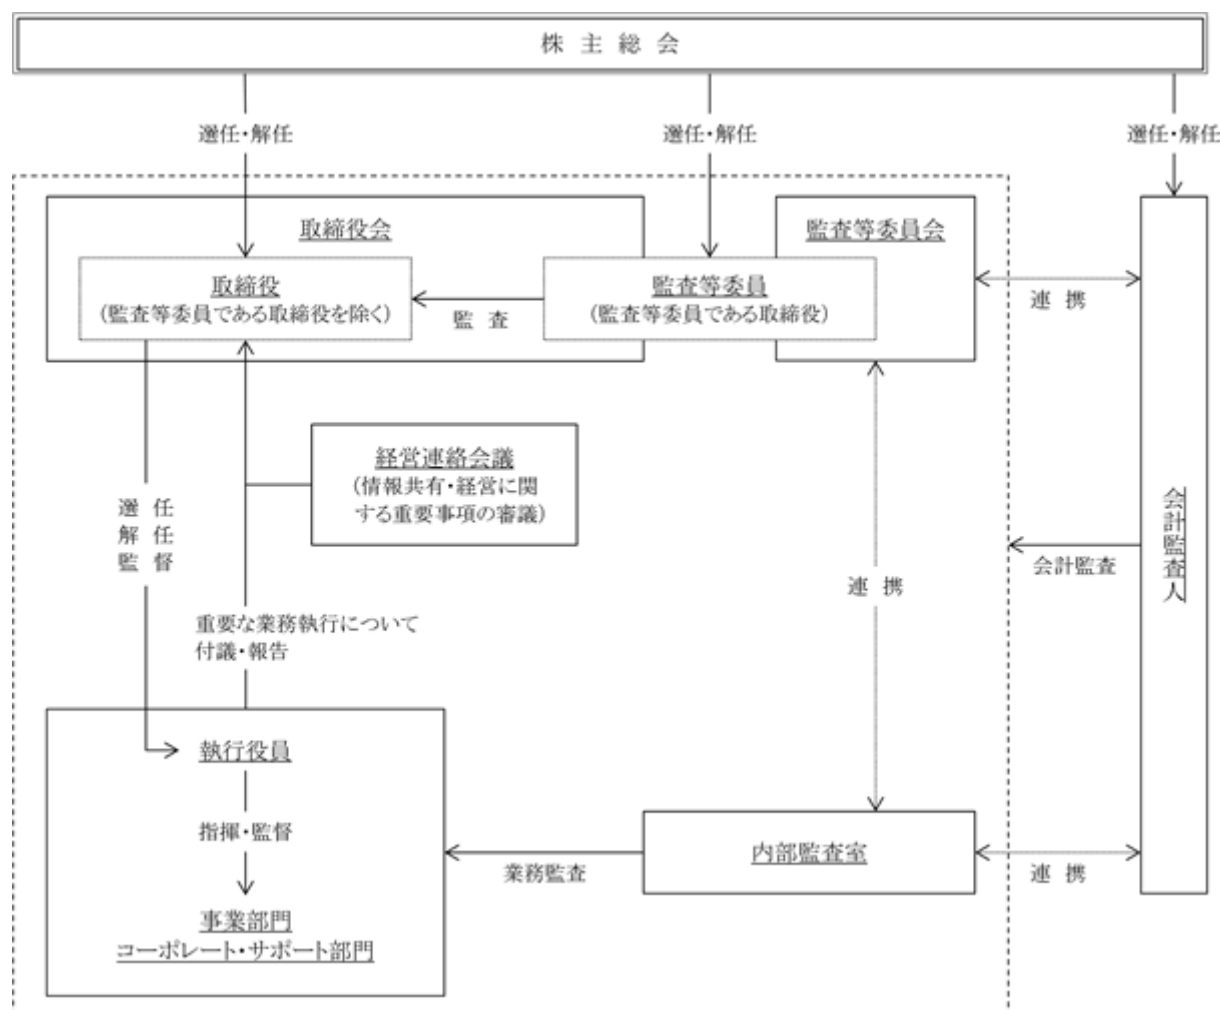 株主総会
選任・解任
選任・解任
選任・解任
取締役会
監査等委員会
取締役
(監査等委員である取締役を除く)
監査
監査等委員
(監査等委員である取締役)
連携
経営連絡会議
(情報共有・経営に関
する重要事項の審議)
選任
解任
監督
会計監査人
会計監査
連携
重要な業務執行について
付議・報告
執行役員
指揮・監督
事業部門
コーポレート・サポート部門
業務監査
内部監査室
連携